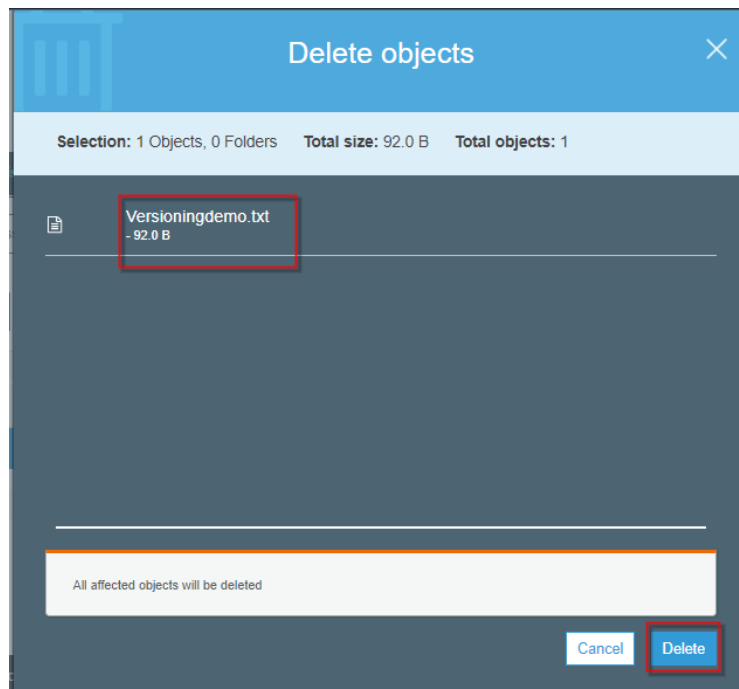 Delete objects
Selection: 1 Objects, 0 Folders Total size: 92.0 B Total objects: 1
Versioningdemo.txt
- 92.0 B
All affected objects will be deleted
Cancel Delete